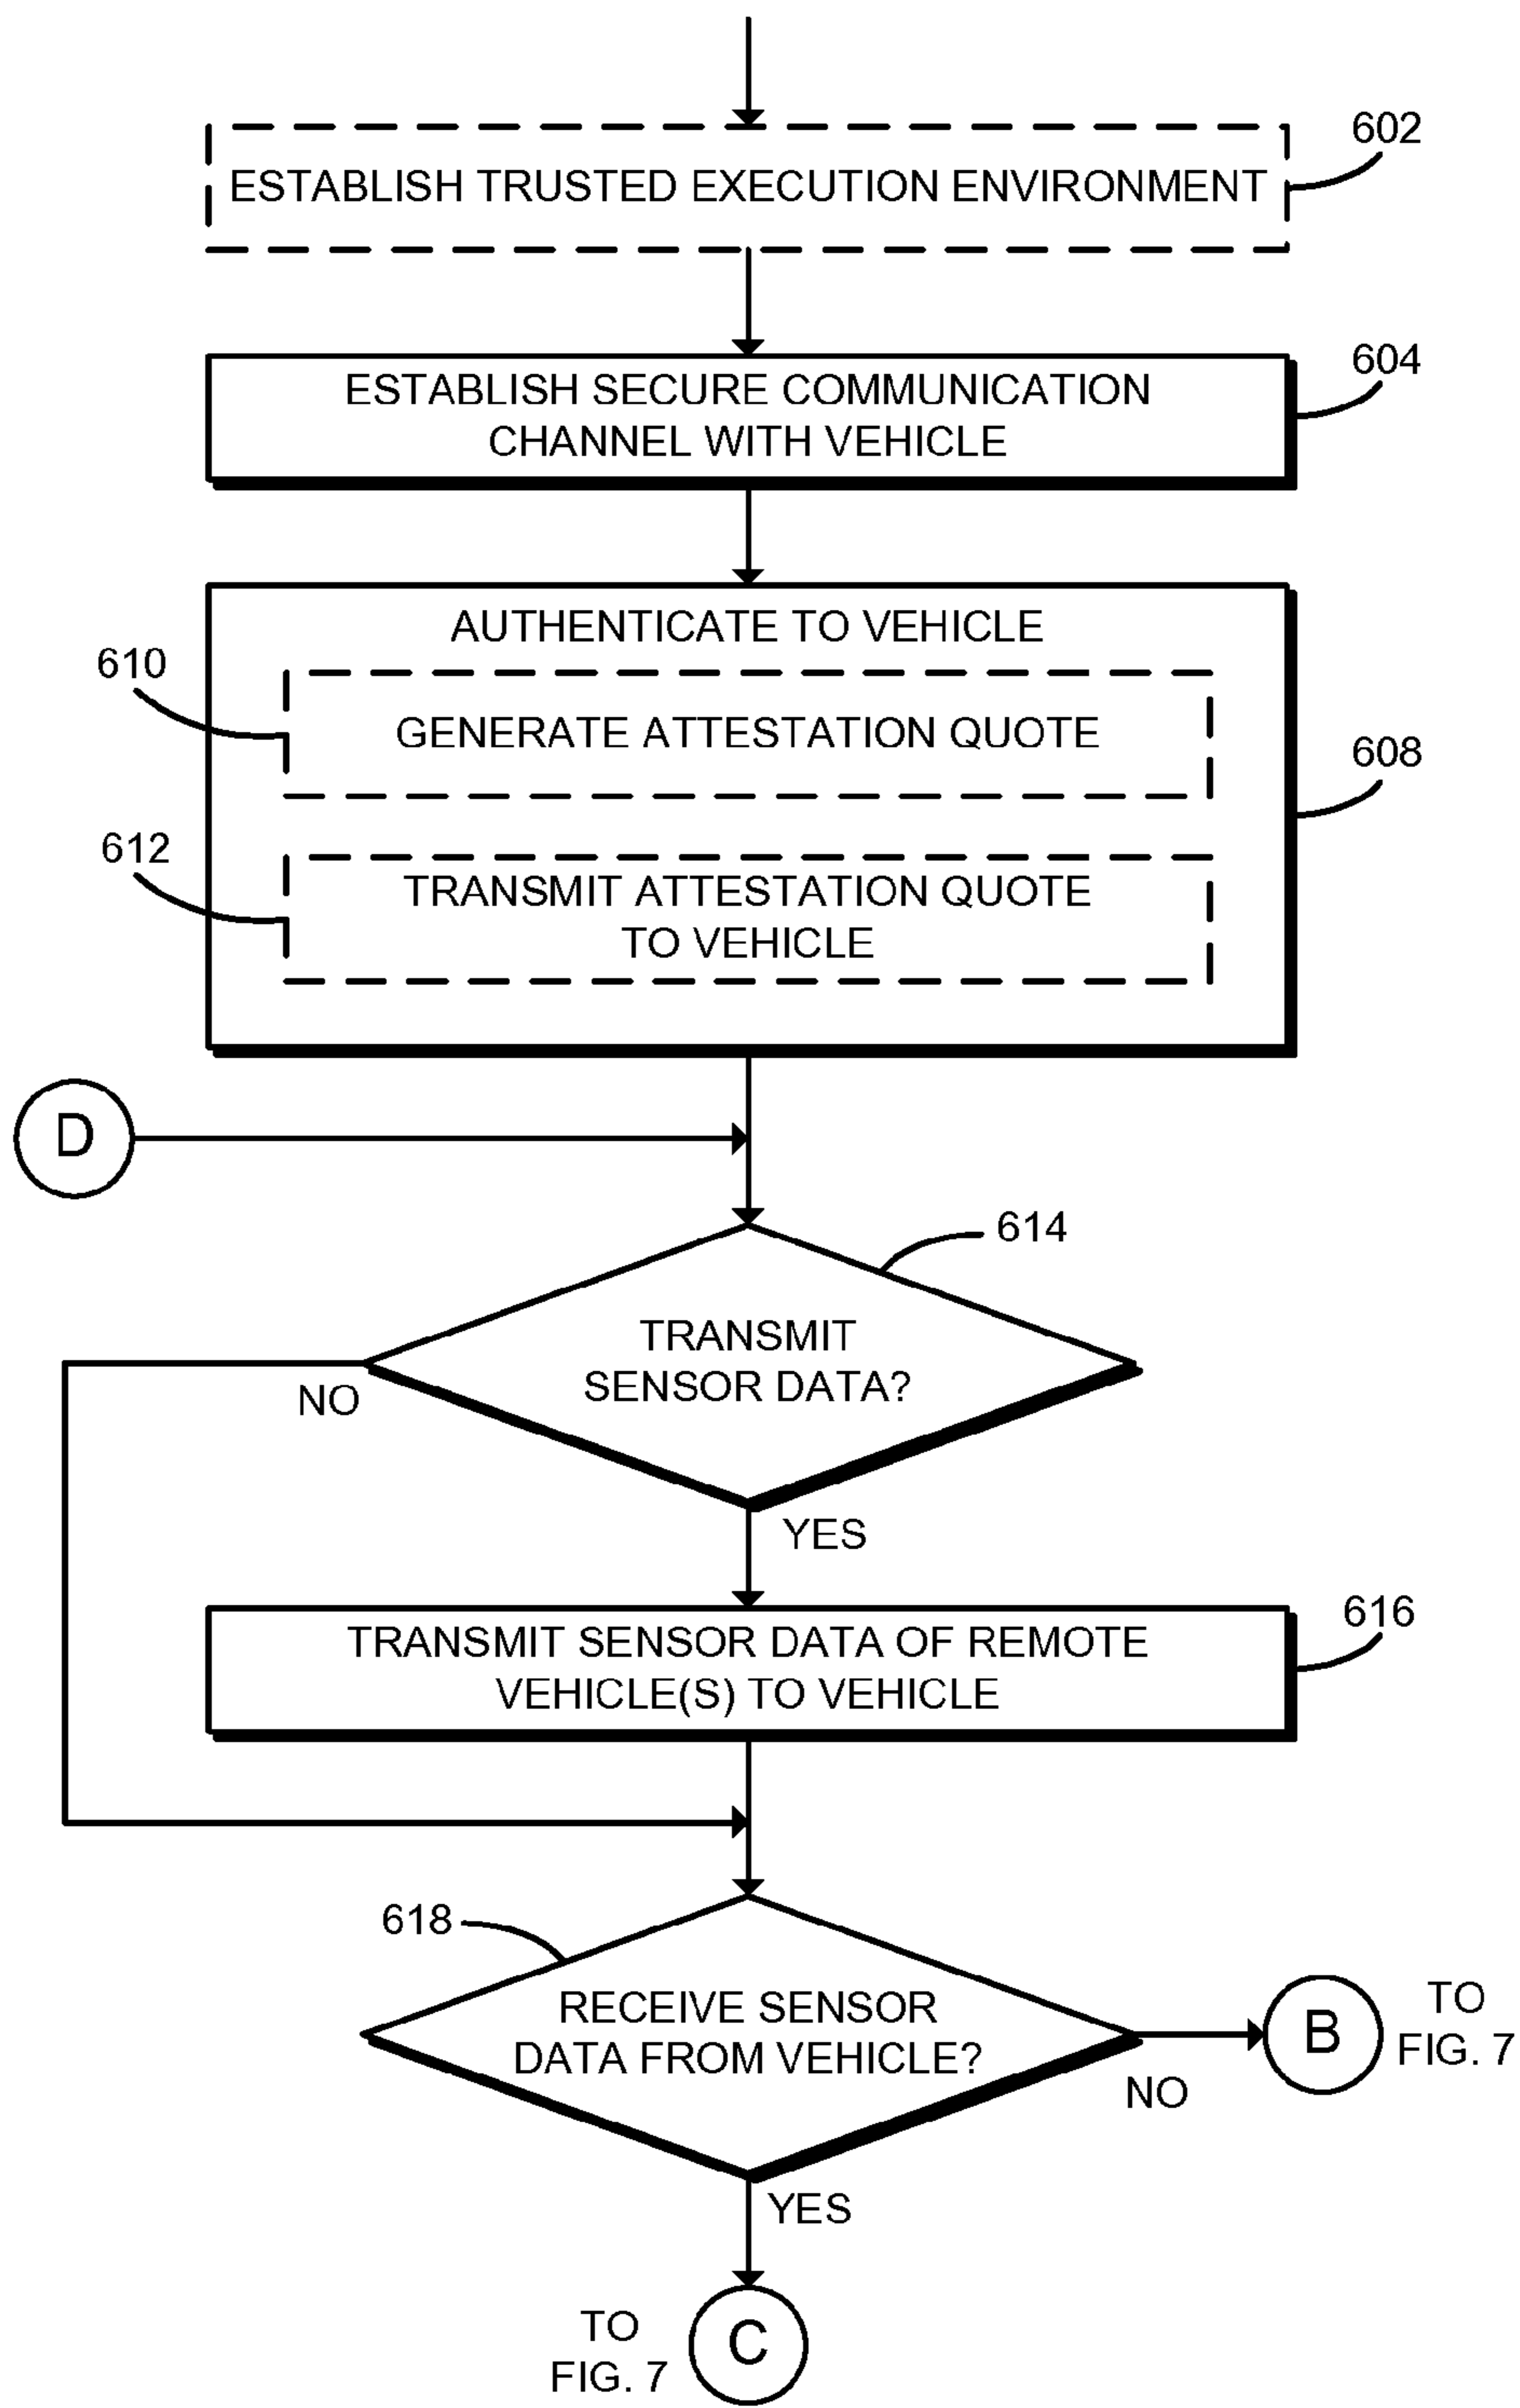 602
ESTABLISH TRUSTED EXECUTION ENVIRONMENT
604
ESTABLISH SECURE COMMUNICATION
CHANNEL WITH VEHICLE
AUTHENTICATE TO VEHICLE
610
GENERATE ATTESTATION QUOTE
608
612
TRANSMIT ATTESTATION QUOTE
TO VEHICLE
D
614
TRANSMIT
SENSOR DATA?
NO
YES
616
TRANSMIT SENSOR DATA OF REMOTE
VEHICLE(S) TO VEHICLE
618
RECEIVE SENSOR
DATA FROM VEHICLE?
B
TO
FIG. 7
NO
YES
TO
FIG. 7
C